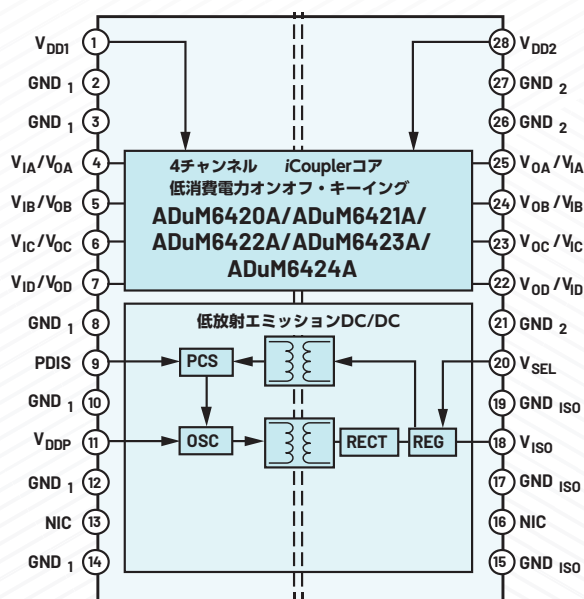 VDD1 1 28 VDD2
GND 1 2 27 GND 2
GND 1 3 26 GND 2
VIA/VOA 4 25 VOA/VIA
VIB/VOB 5 24 VOB/VIB
VIC/VOC 6 23 VOC/VIC
VID/VOD 7 22 VOD/VID
4チャンネル iCouplerコア
低消費電力オンオフ・キーイング
ADuM6420A/ADuM6421A/
ADuM6422A/ADuM6423A/
ADuM6424A
GND 1 8 21 GND 2
低放射エミッションDC/DC
PDIS 9 PCS 20 VSEL
GND 1 10 19 GND ISO
VDDP 11 OSC RECT REG 18 VISO
GND 1 12 17 GND ISO
NIC 13 16 NIC
GND 1 14 15 GND ISO